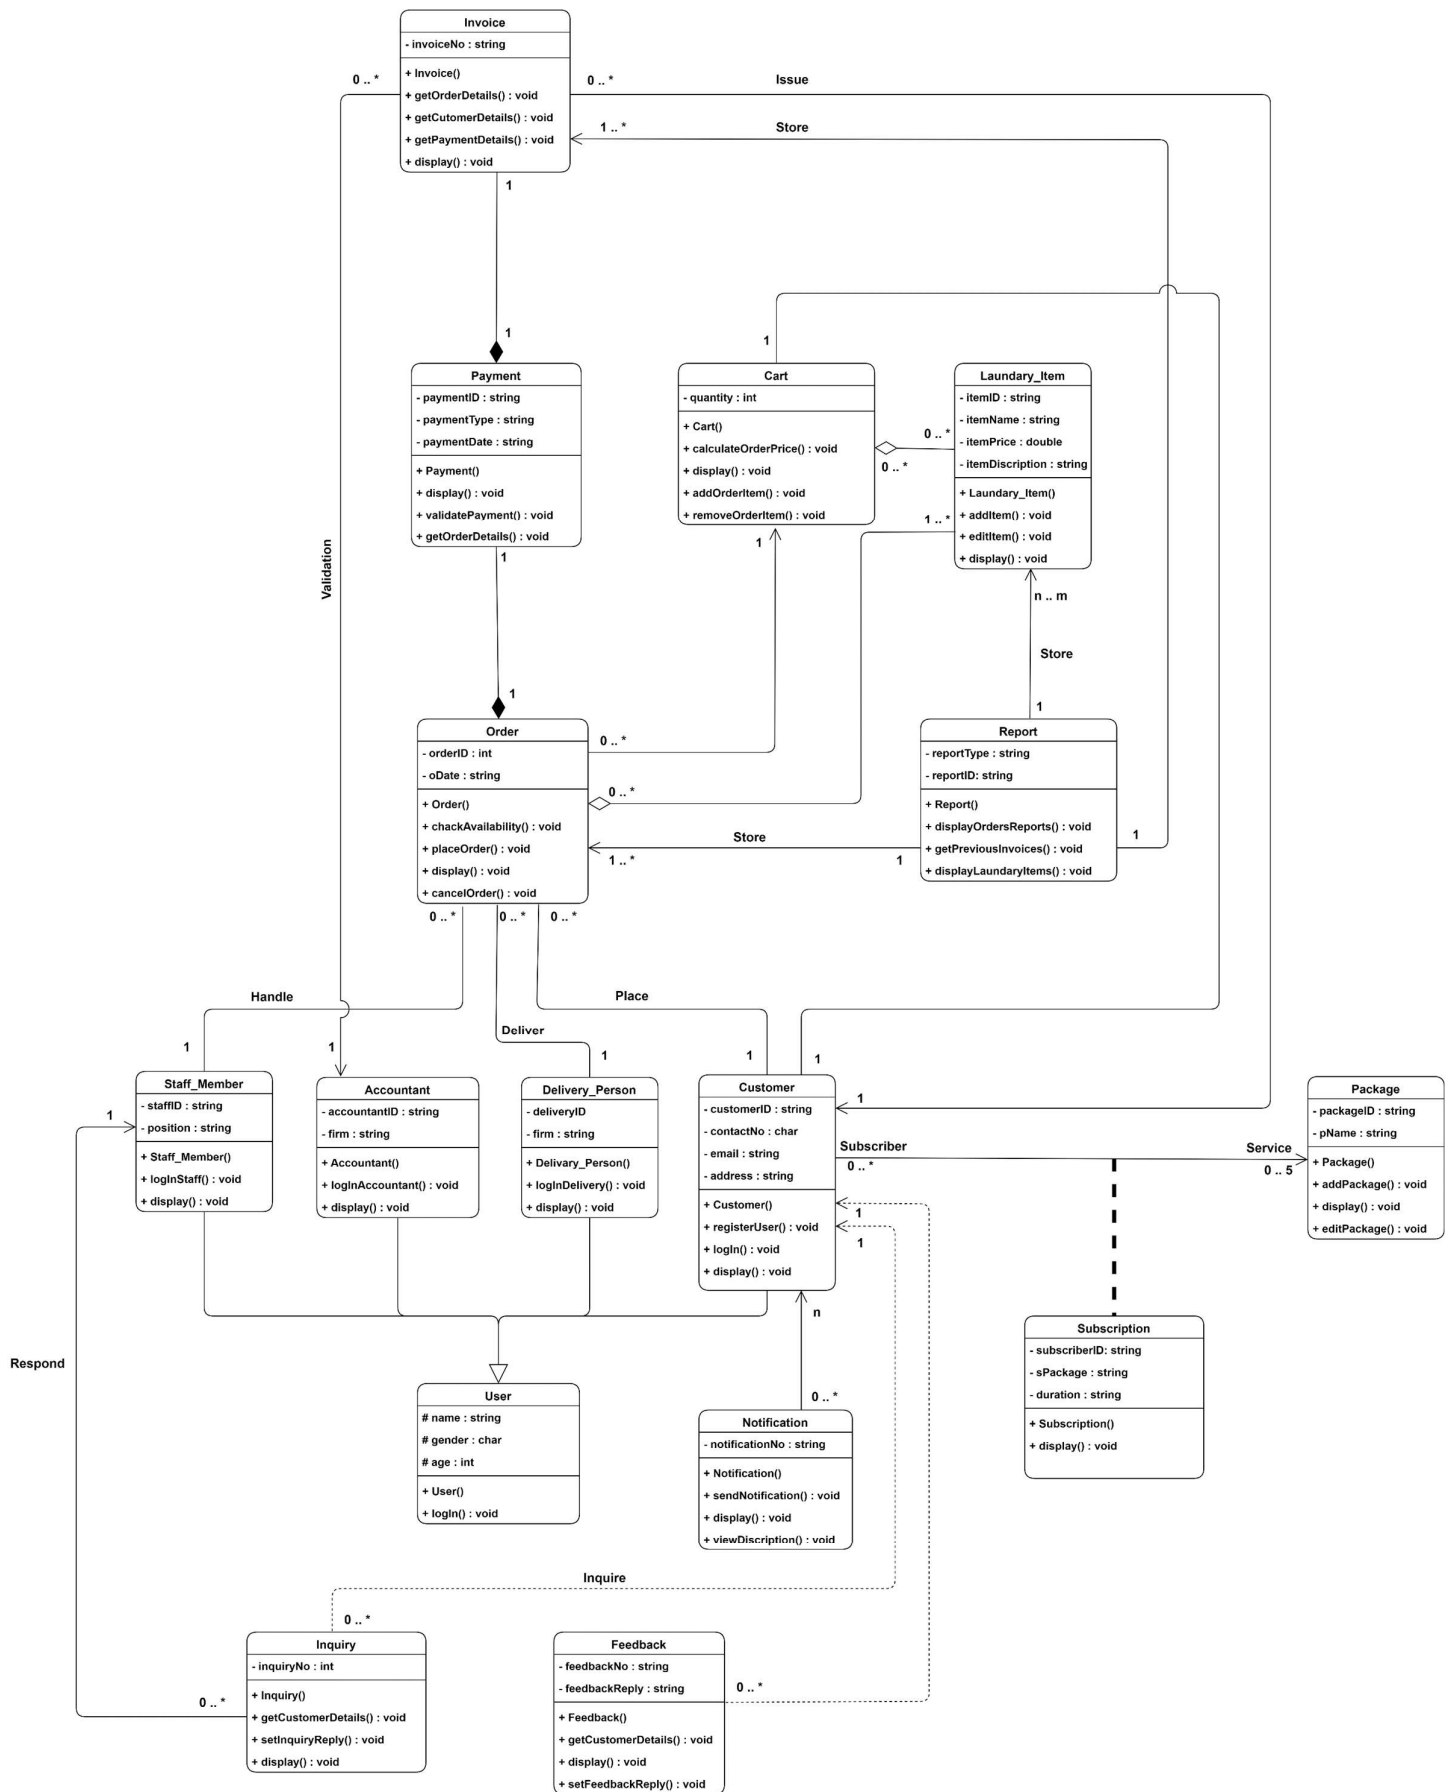 Invoice
- invoiceNo : string
+ Invoice()
+ getOrderDetails() : void
+ getCutomerDetails() : void
+ getPaymentDetails() : void
+ display() : void
0 .. *
0 .. *
Issue
1 .. *
Store
1
1
Payment
- paymentID : string
- paymentType : string
- paymentDate : string
+ Payment()
+ display() : void
+ validatePayment() : void
+ getOrderDetails() : void
1
Cart
- quantity : int
+ Cart()
+ calculateOrderPrice() : void
+ display() : void
+ addOrderItem() : void
+ removeOrderItem() : void
0 .. *
0 .. *
Laundary_Item
- itemID : string
- itemName : string
- itemPrice : double
- itemDiscription : string
+ Laundary_Item()
+ addItem() : void
+ editItem() : void
+ display() : void
1 .. *
1
1
Validation
n .. m
Store
1
1
Order
- orderID : int
- oDate : string
+ Order()
+ chackAvailability() : void
+ placeOrder() : void
+ display() : void
+ cancelOrder() : void
0 .. *
0 .. *
Store
1 .. *
1
Report
- reportType : string
- reportID: string
+ Report()
+ displayOrdersReports() : void
+ getPreviousInvoices() : void
+ displayLaundaryItems() : void
1
0 .. *
0 .. *
0 .. *
Handle
Place
Deliver
1
1
1
1
1
Staff_Member
- staffID : string
- position : string
+ Staff_Member()
+ logInStaff() : void
+ display() : void
1
Accountant
- accountantID : string
- firm : string
+ Accountant()
+ logInAccountant() : void
+ display() : void
Delivery_Person
- deliveryID
- firm : string
+ Delivary_Person()
+ logInDelivery() : void
+ display() : void
Customer
- customerID : string
- contactNo : char
- email : string
- address : string
+ Customer()
+ registerUser() : void
+ logIn() : void
+ display() : void
1
Subscriber
0 .. *
Service
0 .. 5
1
1
Package
- packageID : string
- pName : string
+ Package()
+ addPackage() : void
+ display() : void
+ editPackage() : void
n
Respond
Subscription
- subscriberID: string
- sPackage : string
- duration : string
+ Subscription()
+ display() : void
User
# name : string
# gender : char
# age : int
+ User()
+ logIn() : void
0 .. *
Notification
- notificationNo : string
+ Notification()
+ sendNotification() : void
+ display() : void
+ viewDiscription() : void
Inquire
0 .. *
Inquiry
- inquiryNo : int
+ Inquiry()
+ getCustomerDetails() : void
+ setInquiryReply() : void
+ display() : void
0 .. *
Feedback
- feedbackNo : string
- feedbackReply : string
+ Feedback()
+ getCustomerDetails() : void
+ display() : void
+ setFeedbackReply() : void
0 .. *